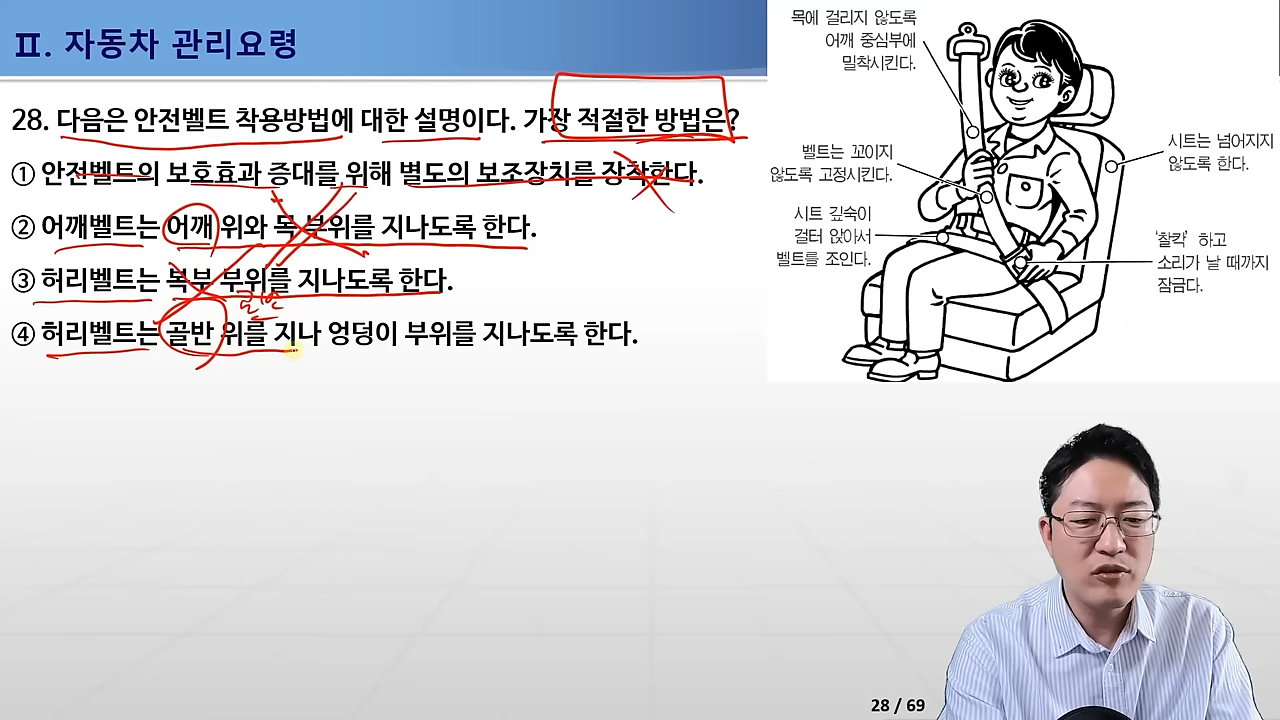 Ⅱ. 자동차 관리요령
28. 다음은 안전벨트 착용방법에 대한 설명이다. 가장 적절한 방법은?
① 안전벨트의 보호효과 증대를 위해 별도의 보조장치를 장착한다.
② 어깨벨트는 어깨 위와 목 부위를 지나도록 한다.
③ 허리벨트는 복부 부위를 지나도록 한다.
골반
④ 허리벨트는 골반 위를 지나 엉덩이 부위를 지나도록 한다.
목에 걸리지 않도록
어깨 중심부에
밀착시킨다.
벨트는 꼬이지
않도록 고정시킨다.
시트 깊숙이
걸터 앉아서
벨트를 조인다.
시트는 넘어지지
않도록 한다.
'찰칵' 하고
소리가 날 때까지
잠금다.
28 / 69